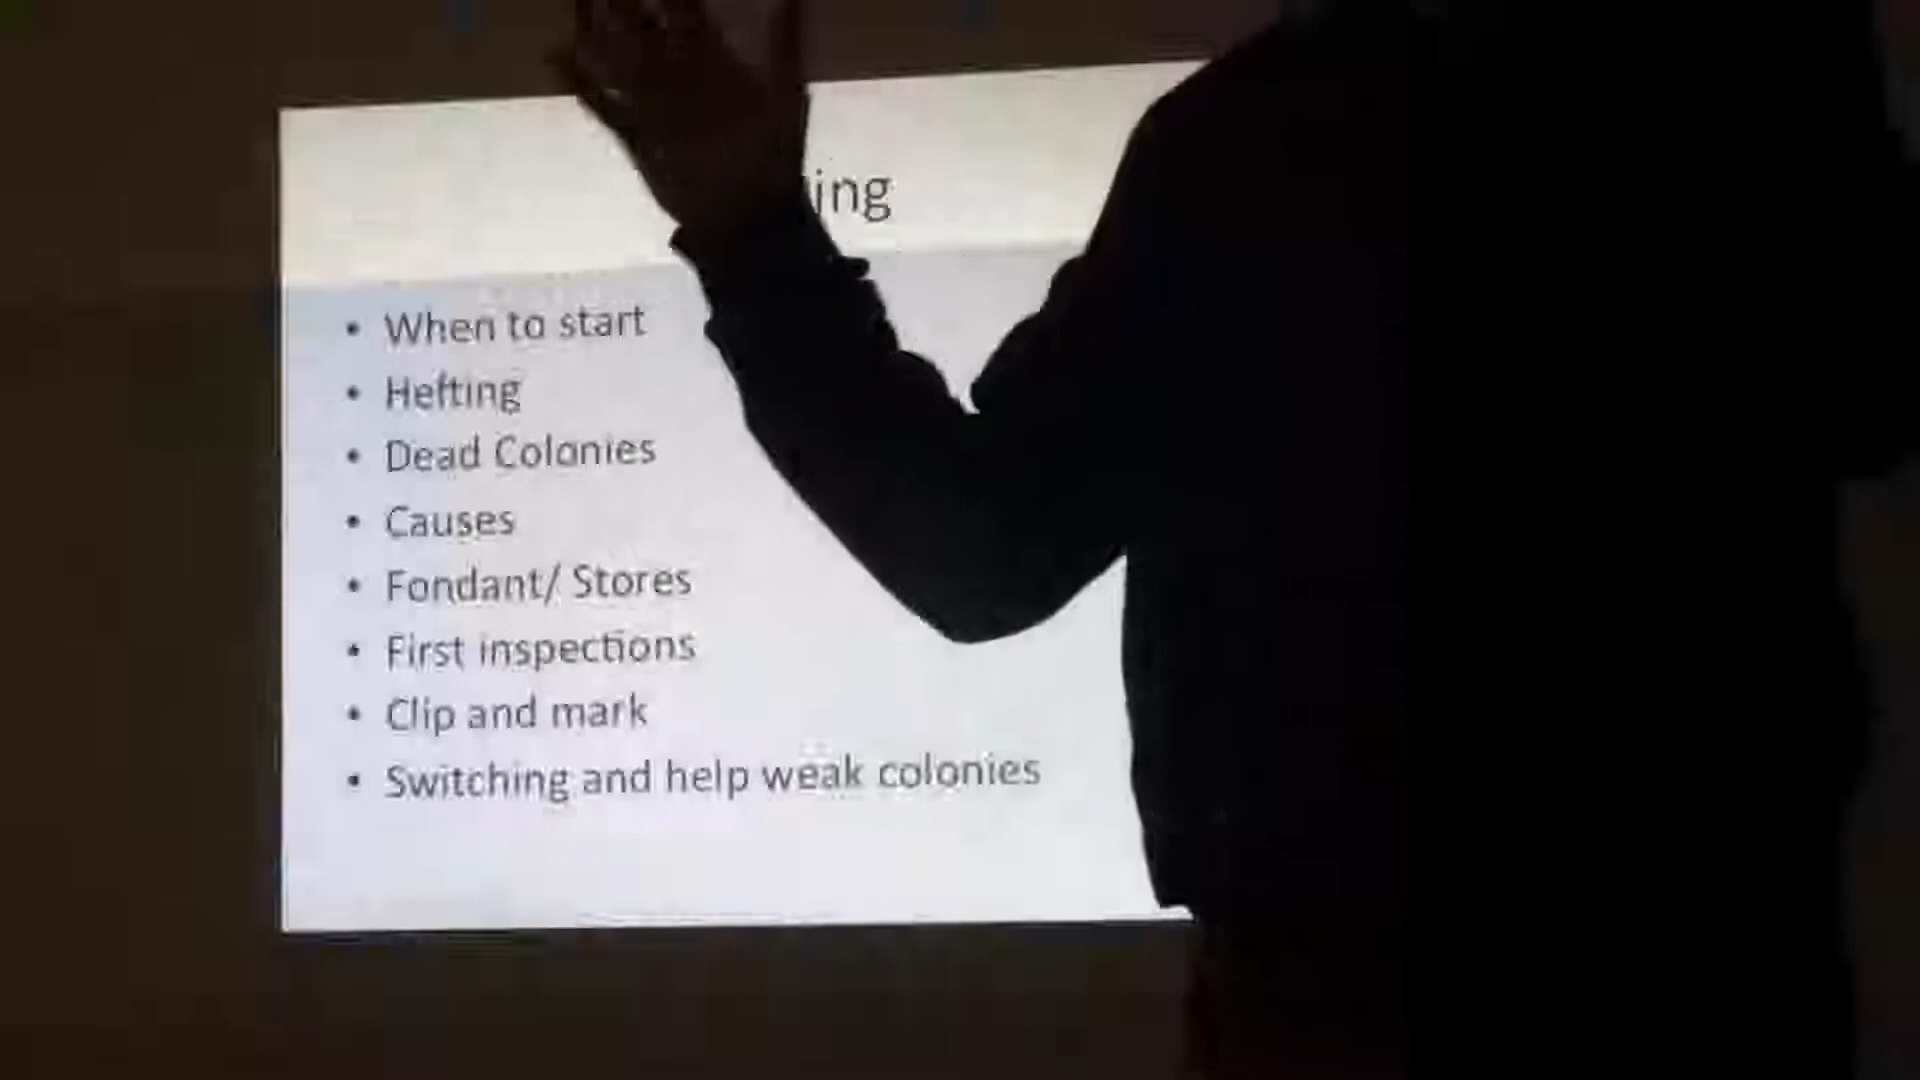 When to start
Hefting
Dead Colonies
Causes
Fondant/ Stores
First inspections
Clip and mark
Switching and help weak colonies